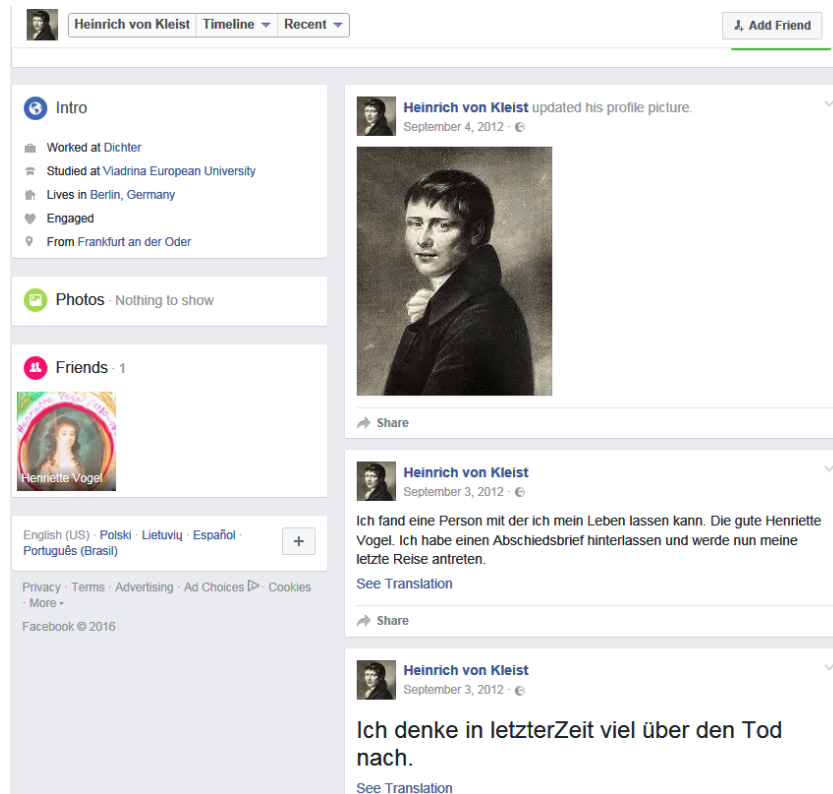 Heinrich von Kleist Timeline Recent
Add Friend
Intro
Worked at Dichter
Studied at Viadrina European University
Lives in Berlin, Germany
Engaged
From Frankfurt an der Oder
Photos · Nothing to show
Friends · 1
Henriette Vogel
Henriette Vogel
English (US) · Polski · Lietuvių · Español ·
Português (Brasil)
+
Privacy · Terms · Advertising · Ad Choices · Cookies
· More
Facebook © 2016
Heinrich von Kleist updated his profile picture.
September 4, 2012 ·
Share
Heinrich von Kleist
September 3, 2012 ·
Ich fand eine Person mit der ich mein Leben lassen kann. Die gute Henriette
Vogel. Ich habe einen Abschiedsbrief hinterlassen und werde nun meine
letzte Reise antreten.
See Translation
Share
Heinrich von Kleist
September 3, 2012 ·
Ich denke in letzterZeit viel über den Tod
nach.
See Translation